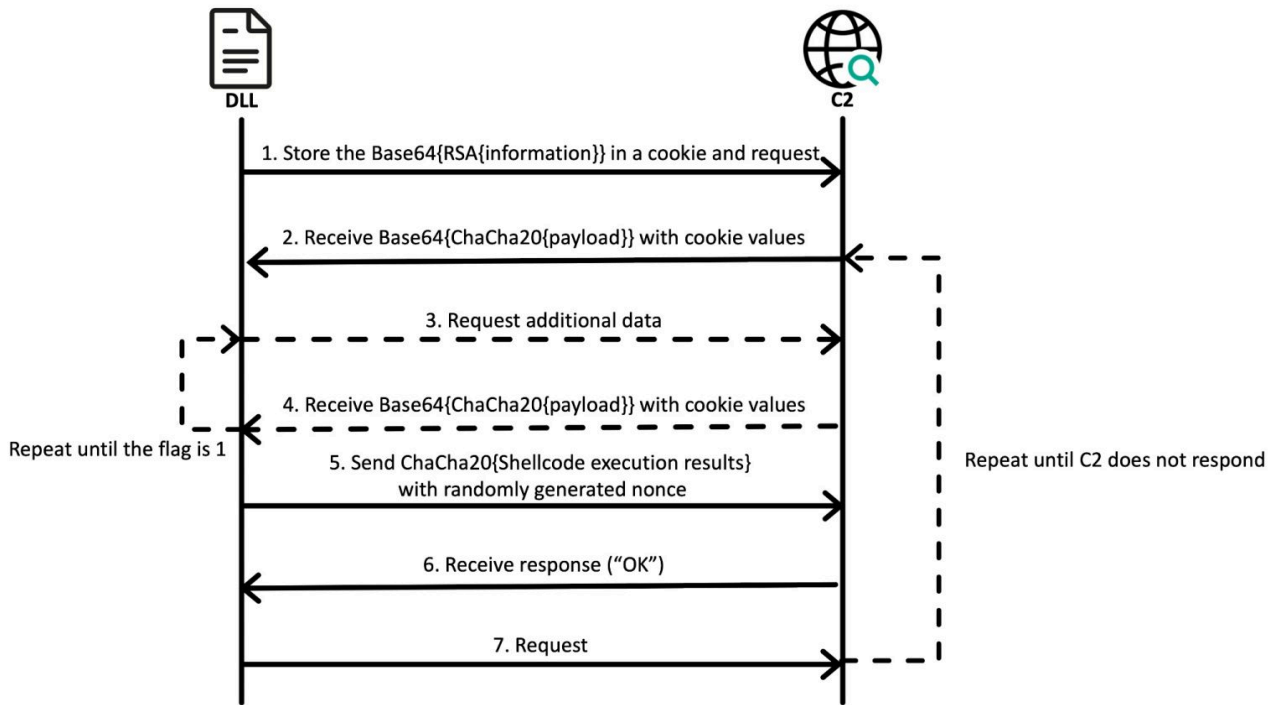 DLL
C2
1. Store the Base64{RSA{information}} in a cookie and request
2. Receive Base64{ChaCha20{payload}} with cookie values
3. Request additional data
4. Receive Base64{ChaCha20{payload}} with cookie values
Repeat until the flag is 1
5. Send ChaCha20{Shellcode execution results}
with randomly generated nonce
Repeat until C2 does not respond
6. Receive response (“OK”)
7. Request